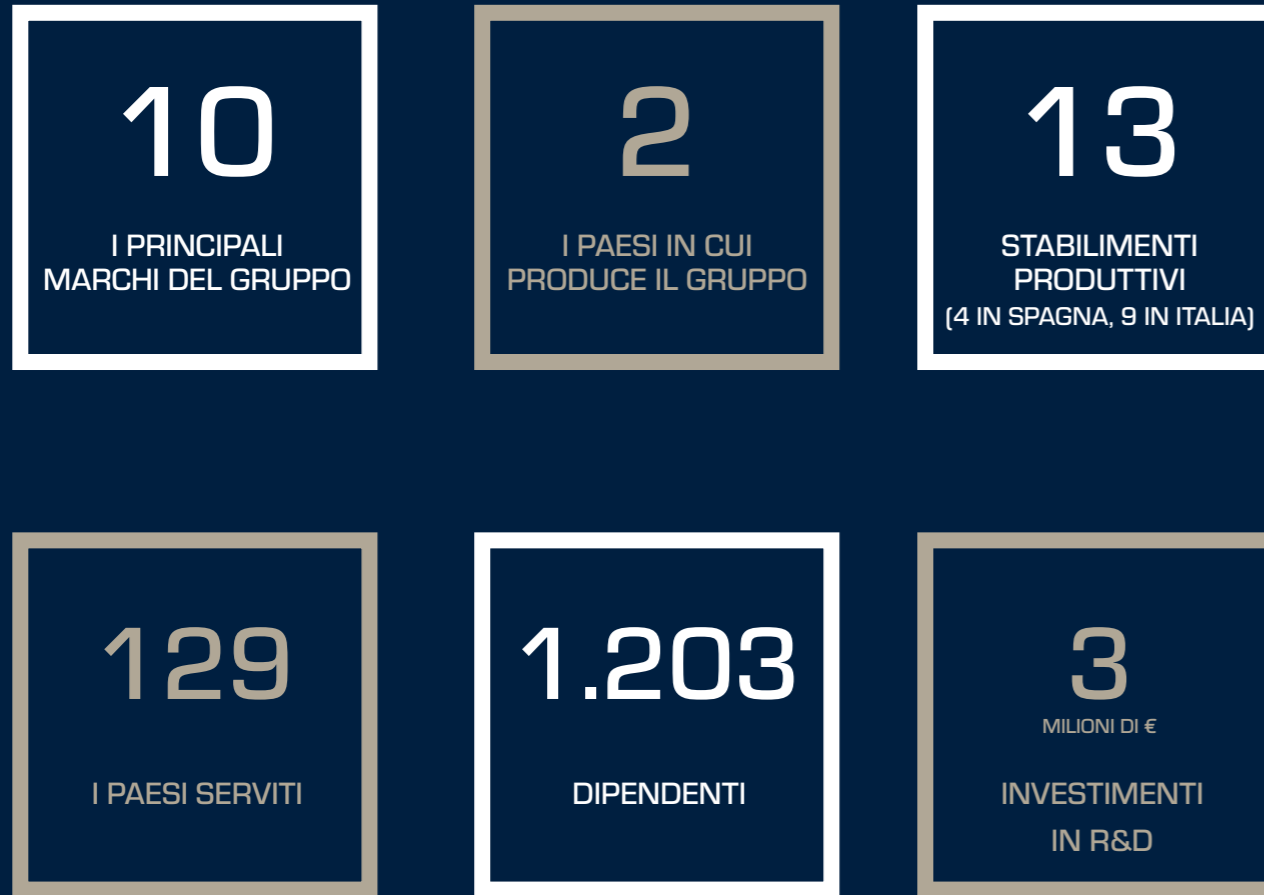 10
I PRINCIPALI
MARCHI DEL GRUPPO
2
I PAESI IN CUI
PRODUCE IL GRUPPO
13
STABILIMENTI
PRODUTTIVI
(4 IN SPAGNA, 9 IN ITALIA)
129
I PAESI SERVITI
1.203
DIPENDENTI
3
MILIONI DI €
INVESTIMENTI
IN R&D